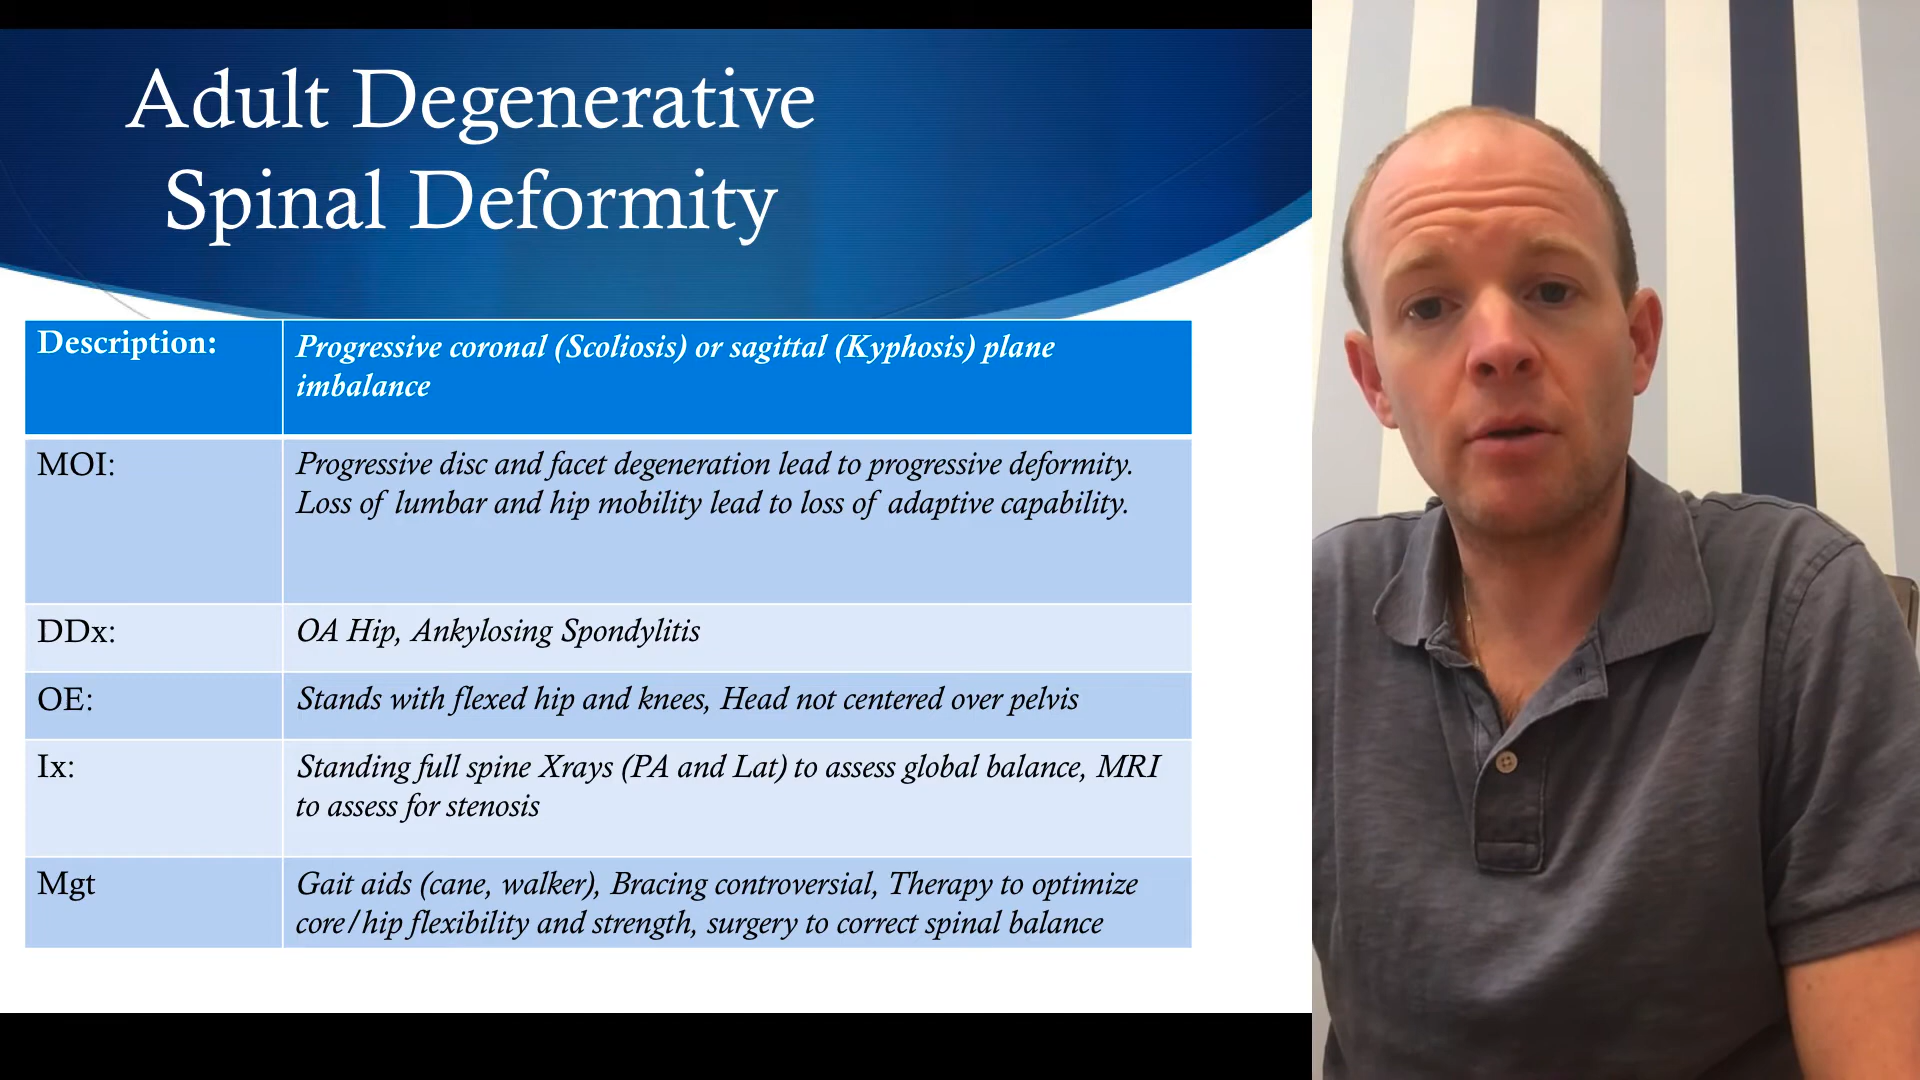 Adult Degenerative
Spinal Deformity
Description:
Progressive coronal (Scoliosis) or sagittal (Kyphosis) plane
imbalance
MOI:
Progressive disc and facet degeneration lead to progressive deformity.
Loss of lumbar and hip mobility lead to loss of adaptive capability.
DDx:
OA Hip, Ankylosing Spondylitis
OE:
Stands with flexed hip and knees, Head not centered over pelvis
Ix:
Standing full spine Xrays (PA and Lat) to assess global balance, MRI
to assess for stenosis
Mgt
Gait aids (cane, walker), Bracing controversial, Therapy to optimize
core/hip flexibility and strength, surgery to correct spinal balance